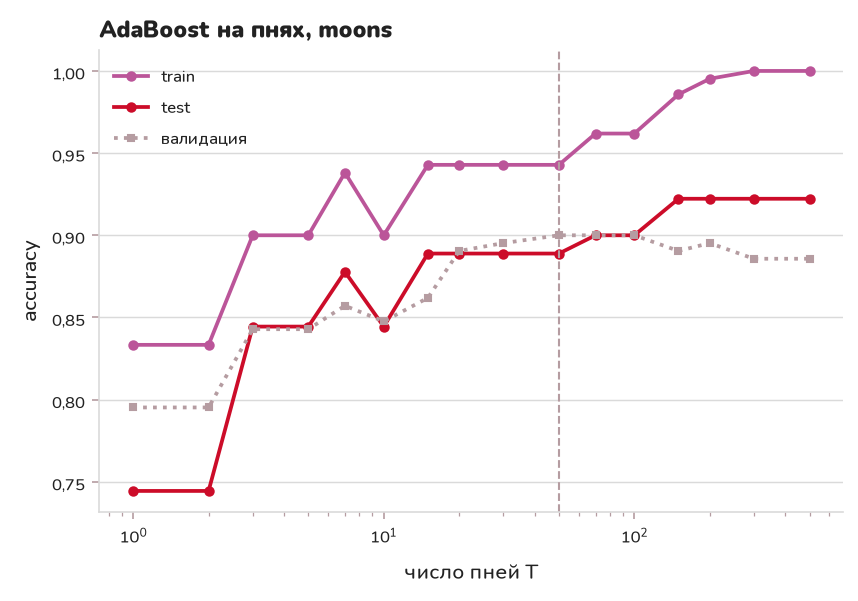 AdaBoost на пнях, moons
1,00
0,95
0,90
0,85
0,80
0,75
accuracy
train
test
валидация
10⁰
10¹
10²
число пней T